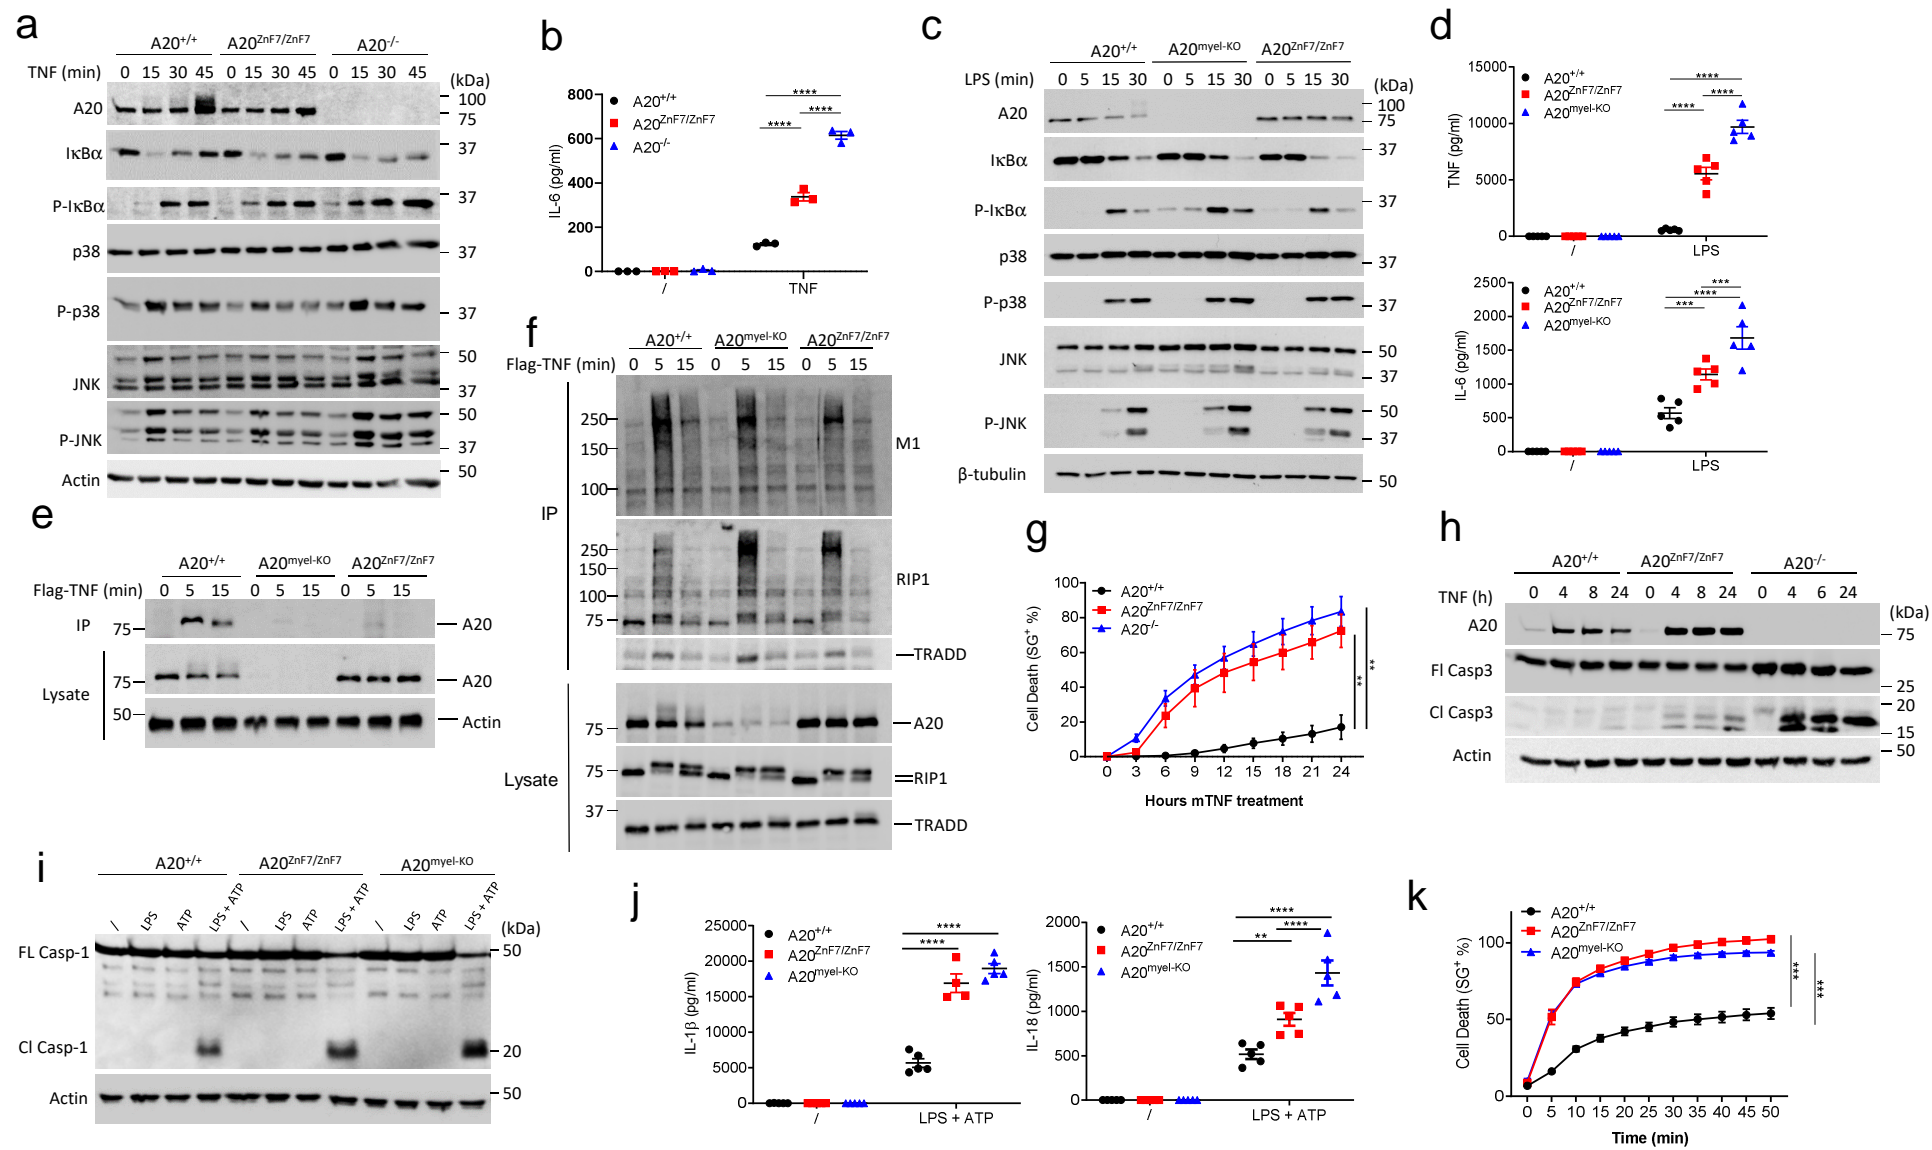 a
A20+/+ A20ZnF7/ZnF7 A20-/-
TNF (min) 0 15 30 45 0 15 30 45 0 15 30 45 (kDa)
A20 100
75
IκBα 37
P-IκBα 37
p38 37
P-p38 37
JNK 50
37
P-JNK 50
37
Actin 50
b
A20+/+
A20ZnF7/ZnF7
A20-/-
IL-6 (pg/ml)
800
600
400
200
0
/ TNF
**** **** ****
c
A20+/+ A20myel-KO A20ZnF7/ZnF7
LPS (min) 0 5 15 30 0 5 15 30 0 5 15 30 (kDa)
A20 100
75
IκBα 37
P-IκBα 37
p38 37
P-p38 37
JNK 50
37
P-JNK 50
37
β-tubulin 50
d
A20+/+
A20ZnF7/ZnF7
A20myel-KO
TNF (pg/ml)
15000
10000
5000
0
/ LPS
**** **** ****
A20+/+
A20ZnF7/ZnF7
A20myel-KO
IL-6 (pg/ml)
2500
2000
1500
1000
500
0
/ LPS
*** **** ***
e
A20+/+ A20myel-KO A20ZnF7/ZnF7
Flag-TNF (min) 0 5 15 0 5 15 0 5 15
IP 75 A20
Lysate 75 A20
50 Actin
f
A20+/+ A20myel-KO A20ZnF7/ZnF7
Flag-TNF (min) 0 5 15 0 5 15 0 5 15
IP
250
150
100
M1
250
150
100
75
RIP1
TRADD
Lysate
75 A20
75 RIP1
37
TRADD
g
A20+/+
A20ZnF7/ZnF7
A20-/-
Cell Death (SG+ %)
100
80
60
40
20
0
0 3 6 9 12 15 18 21 24
Hours mTNF treatment
** **
h
A20+/+ A20ZnF7/ZnF7 A20-/-
TNF (h) 0 4 8 24 0 4 8 24 0 4 6 24 (kDa)
A20 75
Fl Casp3
25
Cl Casp3 20
15
Actin 50
i
A20+/+ A20ZnF7/ZnF7 A20myel-KO
/ LPS ATP LPS + ATP / LPS ATP LPS + ATP / LPS ATP LPS + ATP
(kDa)
FL Casp-1 50
Cl Casp-1 20
Actin 50
j
A20+/+
A20ZnF7/ZnF7
A20myel-KO
IL-1β (pg/ml)
25000
20000
15000
10000
5000
0
/ LPS + ATP
**** ****
A20+/+
A20ZnF7/ZnF7
A20myel-KO
IL-18 (pg/ml)
2000
1500
1000
500
0
/ LPS + ATP
**** **** **
k
A20+/+
A20ZnF7/ZnF7
A20myel-KO
Cell Death (SG+ %)
100
50
0
0 5 10 15 20 25 30 35 40 45 50
Time (min)
*** ***